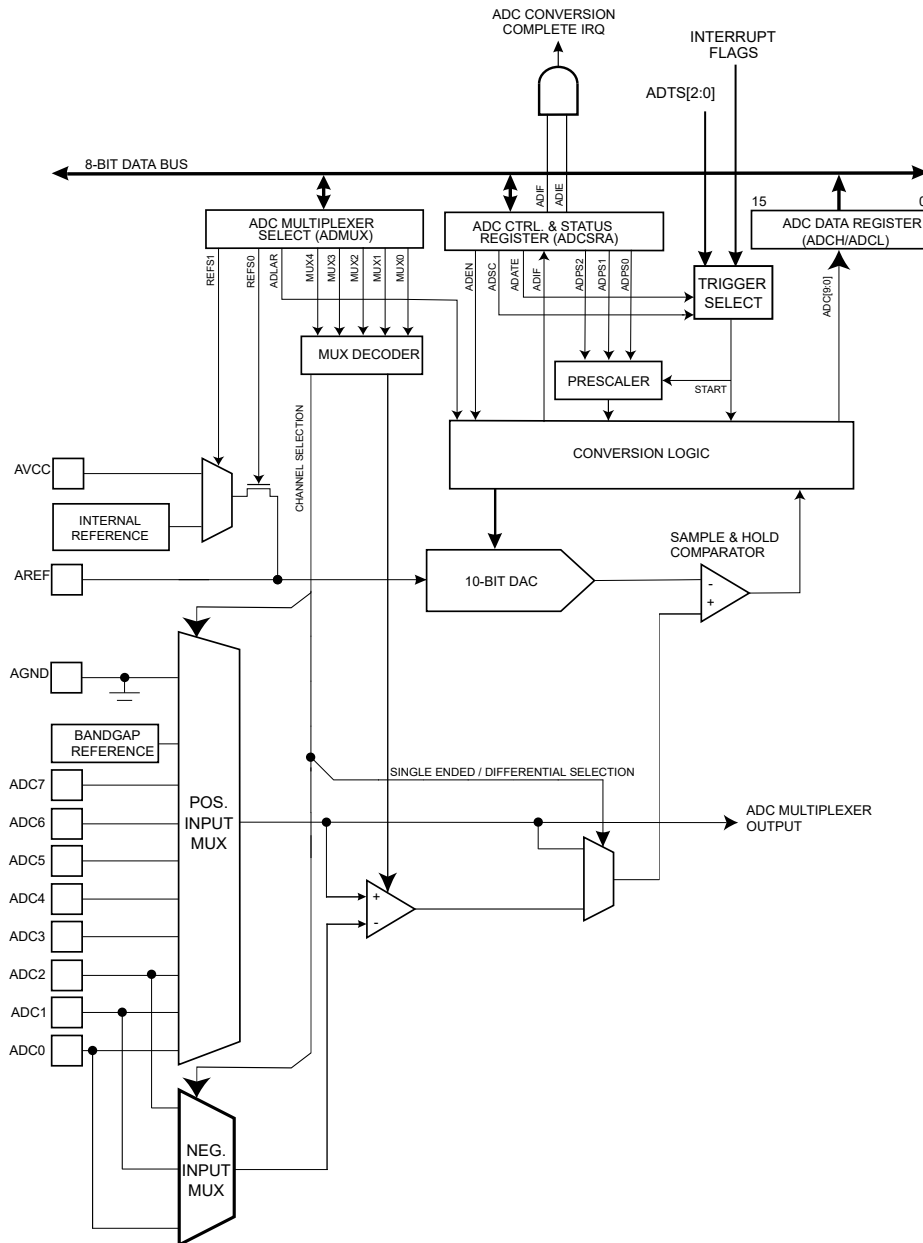 ADC CONVERSION
COMPLETE IRQ
INTERRUPT
FLAGS
ADTS[2:0]
8-BIT DATA BUS
ADIF
ADIE
15
0
ADC MULTIPLEXER
SELECT (ADMUX)
ADC CTRL. & STATUS
REGISTER (ADCSRA)
ADC DATA REGISTER
(ADCH/ADCL)
REFS1
REFS0
ADLAR
MUX4
MUX3
MUX2
MUX1
MUX0
ADEN
ADSC
ADATE
ADIF
ADPS2
ADPS1
ADPS0
TRIGGER
SELECT
ADC[9:0]
MUX DECODER
PRESCALER
START
CHANNEL SELECTION
CONVERSION LOGIC
AVCC
INTERNAL
REFERENCE
SAMPLE & HOLD
COMPARATOR
AREF
10-BIT DAC
-
+
AGND
BANDGAP
REFERENCE
SINGLE ENDED / DIFFERENTIAL SELECTION
ADC7
ADC6
ADC5
ADC4
ADC3
ADC2
ADC1
ADC0
POS.
INPUT
MUX
ADC MULTIPLEXER
OUTPUT
+
-
NEG.
INPUT
MUX